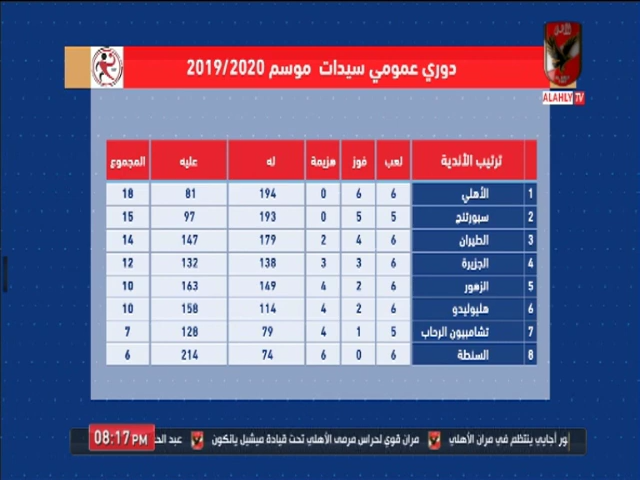 دوري عمومي سيدات موسم 2019/2020
ALAHLY TV
ترتيب الأندية لعب فوز هزيمة له عليه المجموع
1 الأهلي 6 6 0 194 81 18
2 سبورتنج 5 5 0 193 97 15
3 الطيران 6 4 2 179 147 14
4 الجزيرة 6 3 3 138 132 12
5 الزهور 6 2 4 149 163 10
6 هليوليدو 6 2 4 114 158 10
7 تشامبيون الرحاب 5 1 4 79 128 7
8 السنطة 6 0 6 74 214 6
ور أجايي ينتظم في مران الأهلي مران قوي لحراس مرمى الأهلي تحت قيادة ميشيل يانكون عبد الح
08:17 PM